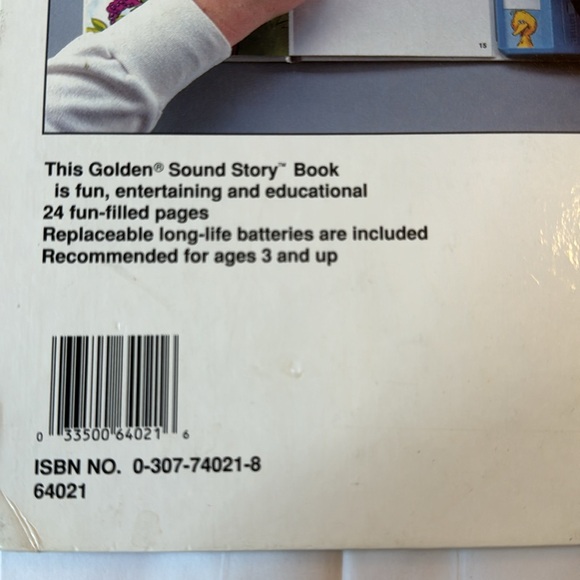 15
This Golden® Sound Story™ Book
is fun, entertaining and educational
24 fun-filled pages
Replaceable long-life batteries are included
Recommended for ages 3 and up
0 33500 64021 6
ISBN NO. 0-307-74021-8
64021